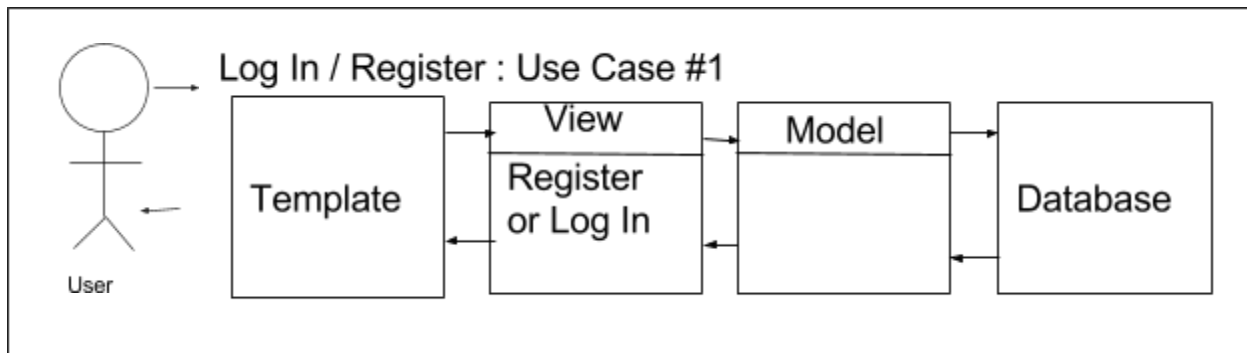 Log In / Register : Use Case #1
View
Model
Template
Register
or Log In
Database
User